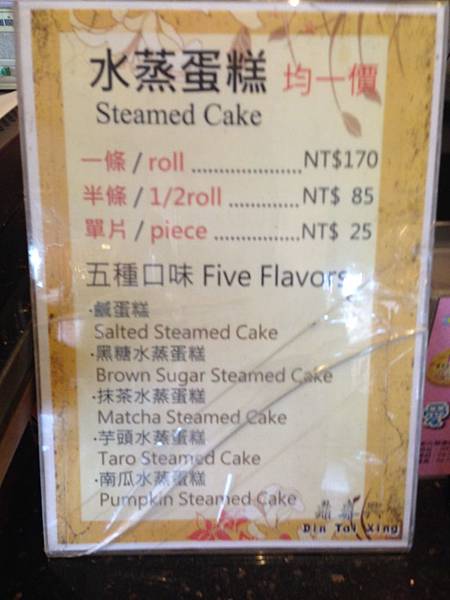 水蒸蛋糕 均一價
Steamed Cake
一條 / roll ....................NT$170
半條 / 1/2roll .............NT$ 85
單片 / piece ................NT$ 25
五種口味 Five Flavors
·鹹蛋糕
Salted Steamed Cake
·黑糖水蒸蛋糕
Brown Sugar Steamed Cake
·抹茶水蒸蛋糕
Matcha Steamed Cake
·芋頭水蒸蛋糕
Taro Steamed Cake
·南瓜水蒸蛋糕
Pumpkin Steamed Cake
Din Tai Xing